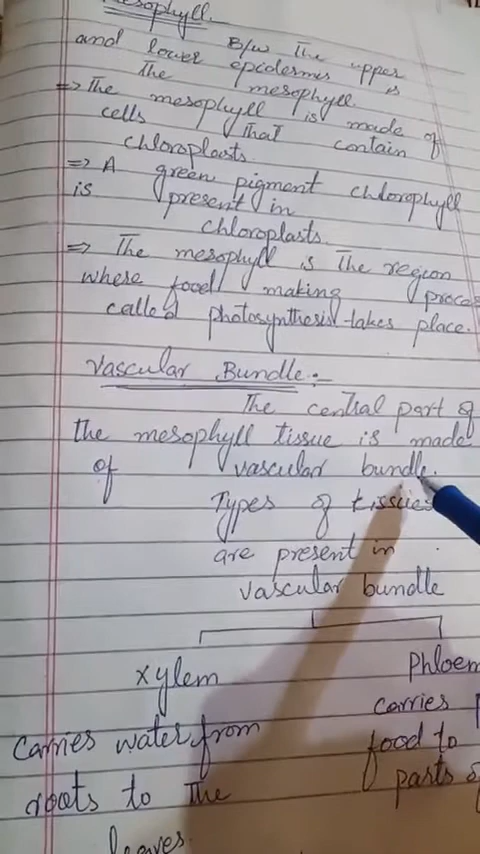 Mesophyll.
B/w The upper
and lower epidermis is
The mesophyll.
=> The mesophyll is made of
cells that contain
chloroplasts.
=> A green pigment chlorophyll
is present in
chloroplasts.
=> The mesophyll is The region
where food making proces
called photosynthesis takes place.
Vascular Bundle:-
The central part of
the mesophyll tissue is made
of vascular bundle.
Types of tissues
are present in
vascular bundle
xylem
Phloem
Carries water from
roots to The
leaves.
Carries
food to
parts o